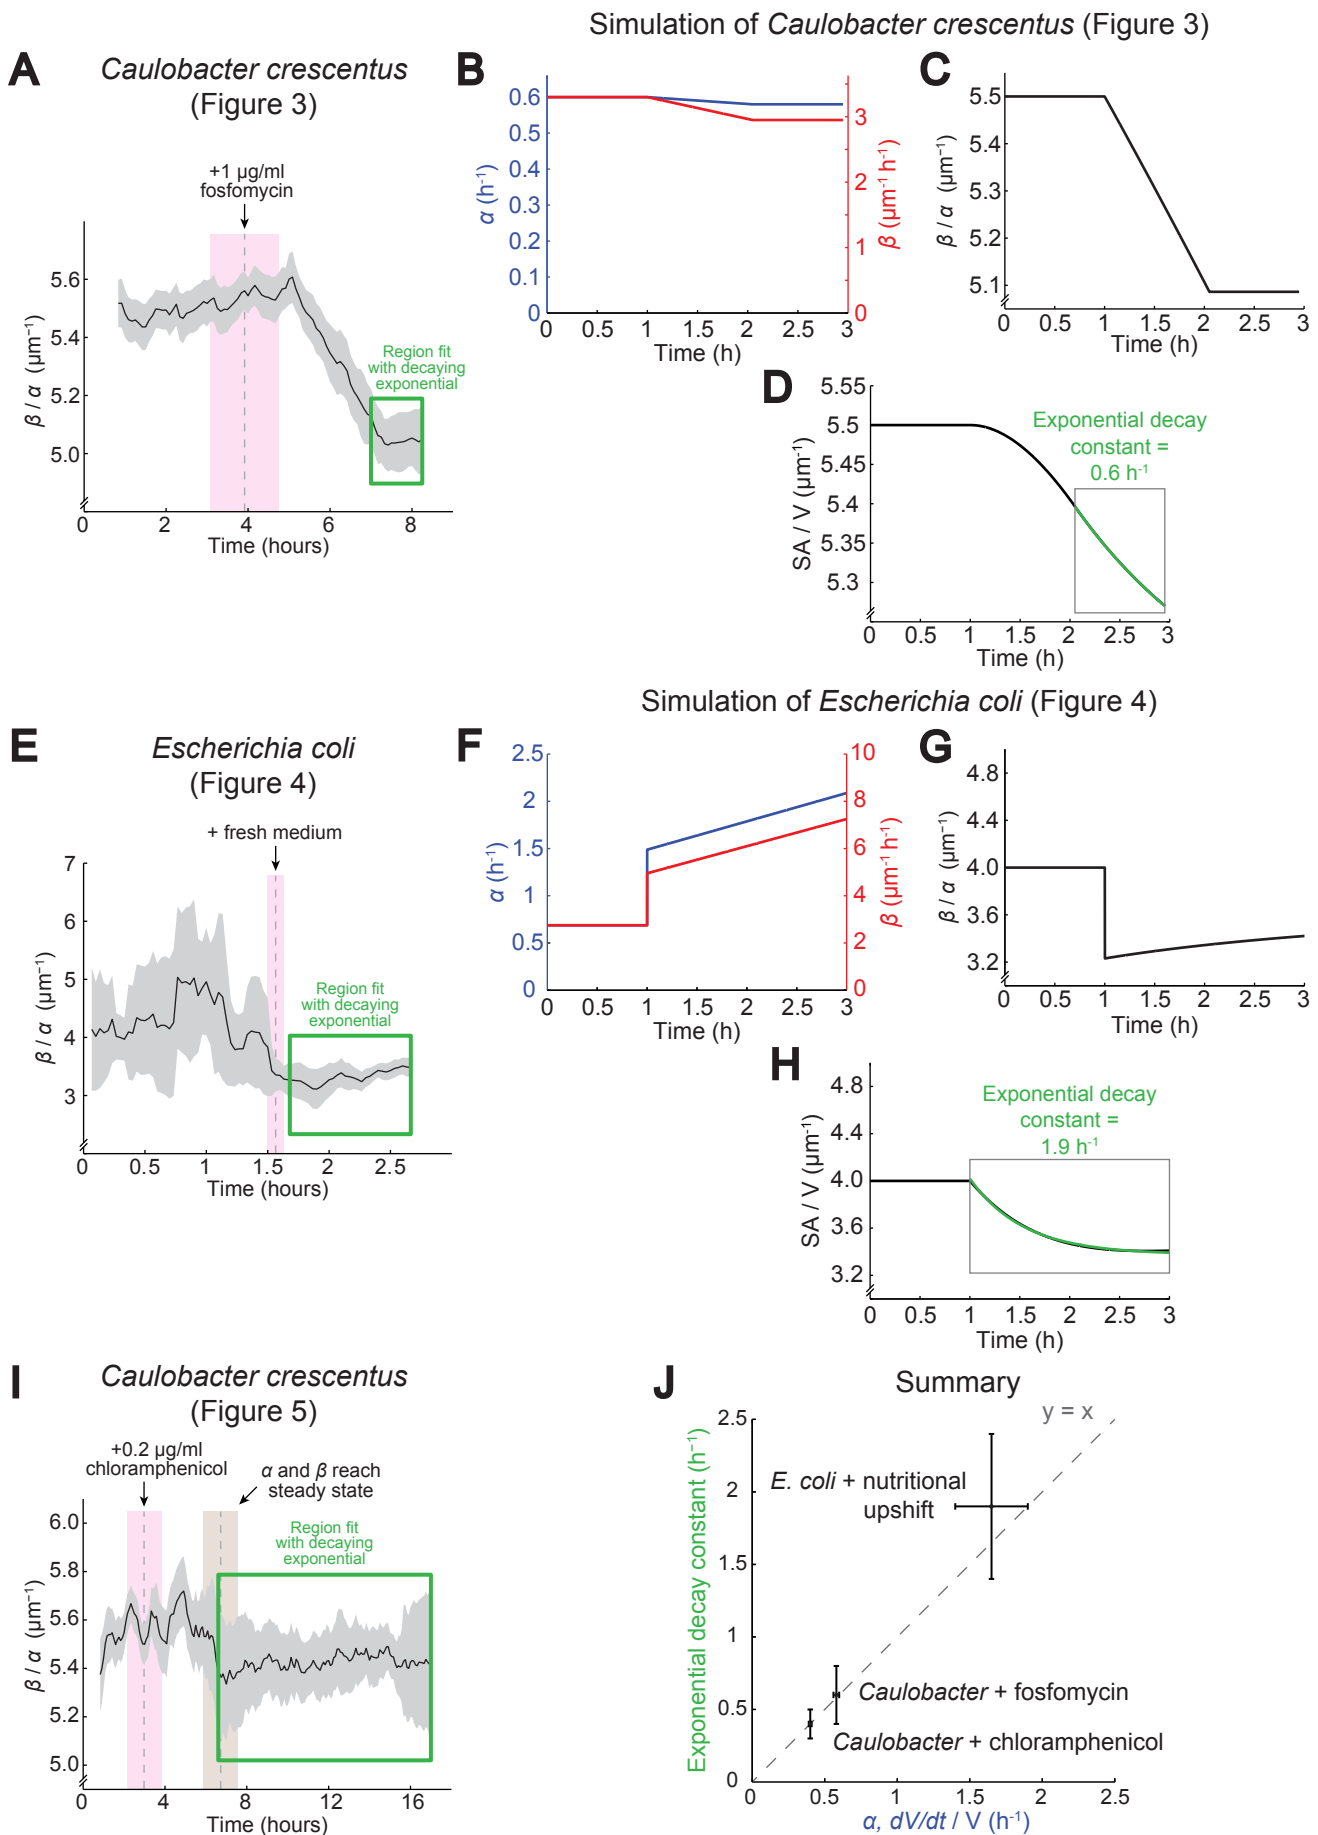 Simulation of Caulobacter crescentus (Figure 3)
A
Caulobacter crescentus
(Figure 3)
+1 µg/ml
fosfomycin
β / α (µm⁻¹)
5.6
5.4
5.2
5.0
Region fit
with decaying
exponential
0 2 4 6 8
Time (hours)
B
α (h⁻¹)
0.6
0.5
0.4
0.3
0.2
0.1
0
β (µm⁻¹ h⁻¹)
3
2
1
0
0 0.5 1 1.5 2 2.5 3
Time (h)
C
β / α (µm⁻¹)
5.5
5.4
5.3
5.2
5.1
0 0.5 1 1.5 2 2.5 3
Time (h)
D
SA / V (µm⁻¹)
5.55
5.5
5.45
5.4
5.35
5.3
Exponential decay
constant =
0.6 h⁻¹
0 0.5 1 1.5 2 2.5 3
Time (h)
Simulation of Escherichia coli (Figure 4)
E
Escherichia coli
(Figure 4)
+ fresh medium
β / α (µm⁻¹)
7
6
5
4
3
Region fit
with decaying
exponential
0 0.5 1 1.5 2 2.5
Time (hours)
F
α (h⁻¹)
2.5
2
1.5
1
0.5
0
β (µm⁻¹ h⁻¹)
10
8
6
4
2
0
0 0.5 1 1.5 2 2.5 3
Time (h)
G
β / α (µm⁻¹)
4.8
4.4
4.0
3.6
3.2
0 0.5 1 1.5 2 2.5 3
Time (h)
H
SA / V (µm⁻¹)
4.8
4.4
4.0
3.6
3.2
Exponential decay
constant =
1.9 h⁻¹
0 0.5 1 1.5 2 2.5 3
Time (h)
I
Caulobacter crescentus
(Figure 5)
+0.2 µg/ml
chloramphenicol
α and β reach
steady state
β / α (µm⁻¹)
6.0
5.8
5.6
5.4
5.2
5.0
Region fit
with decaying
exponential
0 4 8 12 16
Time (hours)
J
Summary
y = x
Exponential decay constant (h⁻¹)
2.5
2
1.5
1
0.5
0
E. coli + nutritional
upshift
Caulobacter + fosfomycin
Caulobacter + chloramphenicol
0 0.5 1 1.5 2 2.5
α, dV/dt / V (h⁻¹)